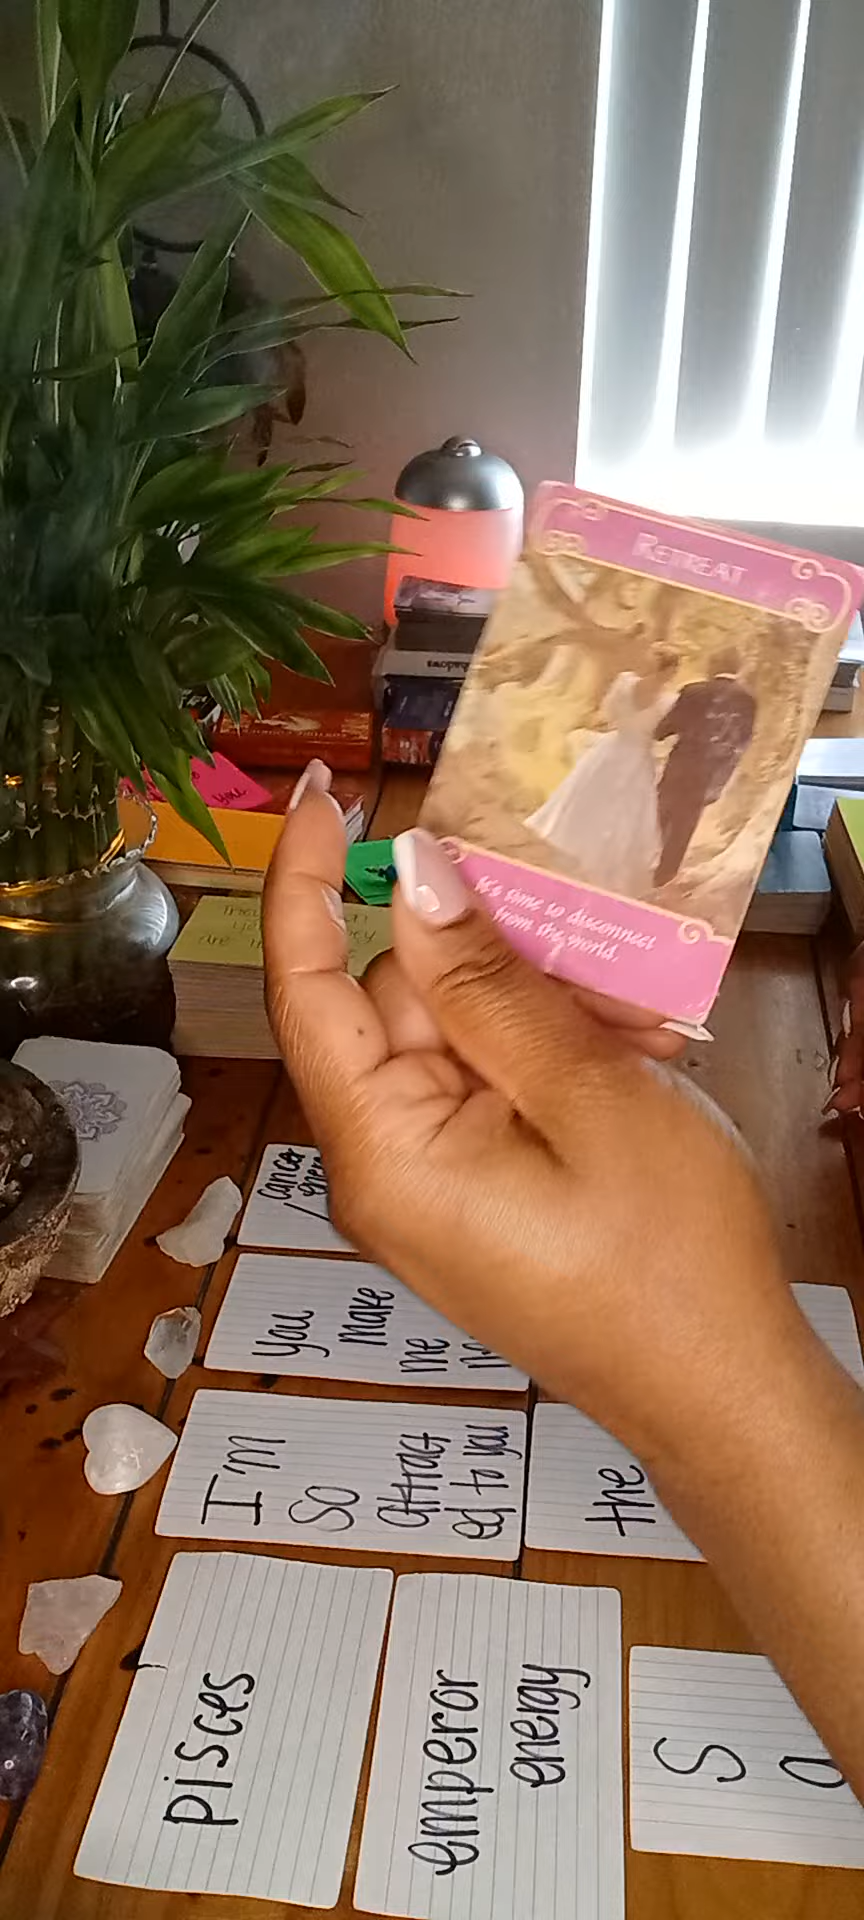 RETREAT
It's time to disconnect
from the world.
you
cancer
you
make
me
I'm
so
attract
ed to you
the
pisces
emperor
energy
S